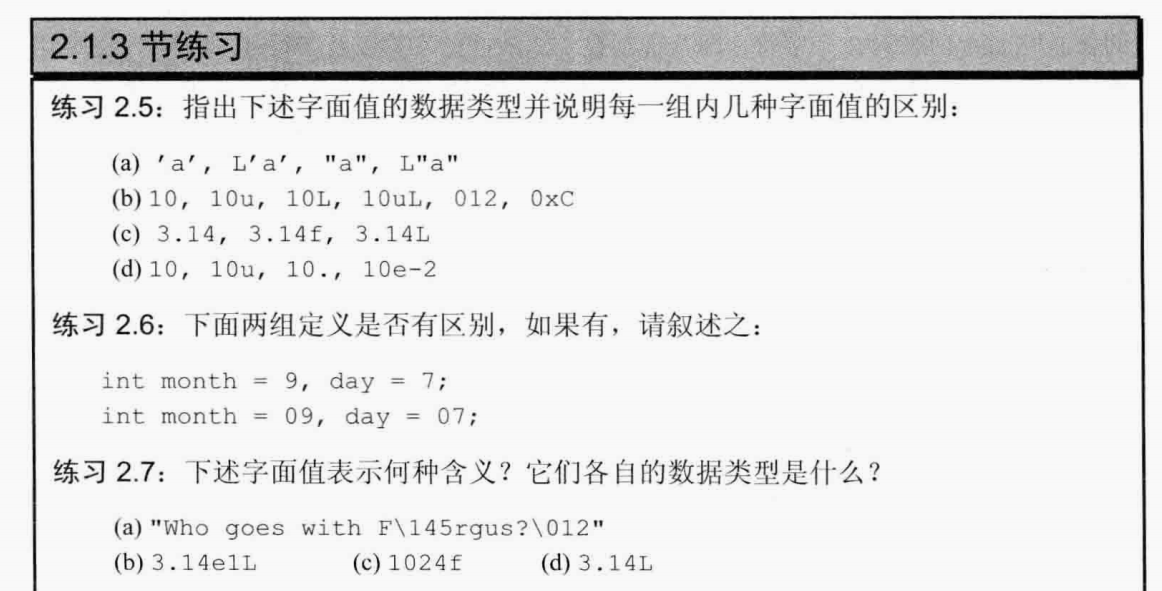 2.1.3 节练习
练习 2.5：指出下述字面值的数据类型并说明每一组内几种字面值的区别：
(a) 'a', L'a', "a", L"a"
(b) 10, 10u, 10L, 10uL, 012, 0xC
(c) 3.14, 3.14f, 3.14L
(d) 10, 10u, 10., 10e-2
练习 2.6：下面两组定义是否有区别，如果有，请叙述之：
int month = 9, day = 7;
int month = 09, day = 07;
练习 2.7：下述字面值表示何种含义？它们各自的数据类型是什么？
(a) "Who goes with F\145rgus?\012"
(b) 3.14e1L (c) 1024f (d) 3.14L